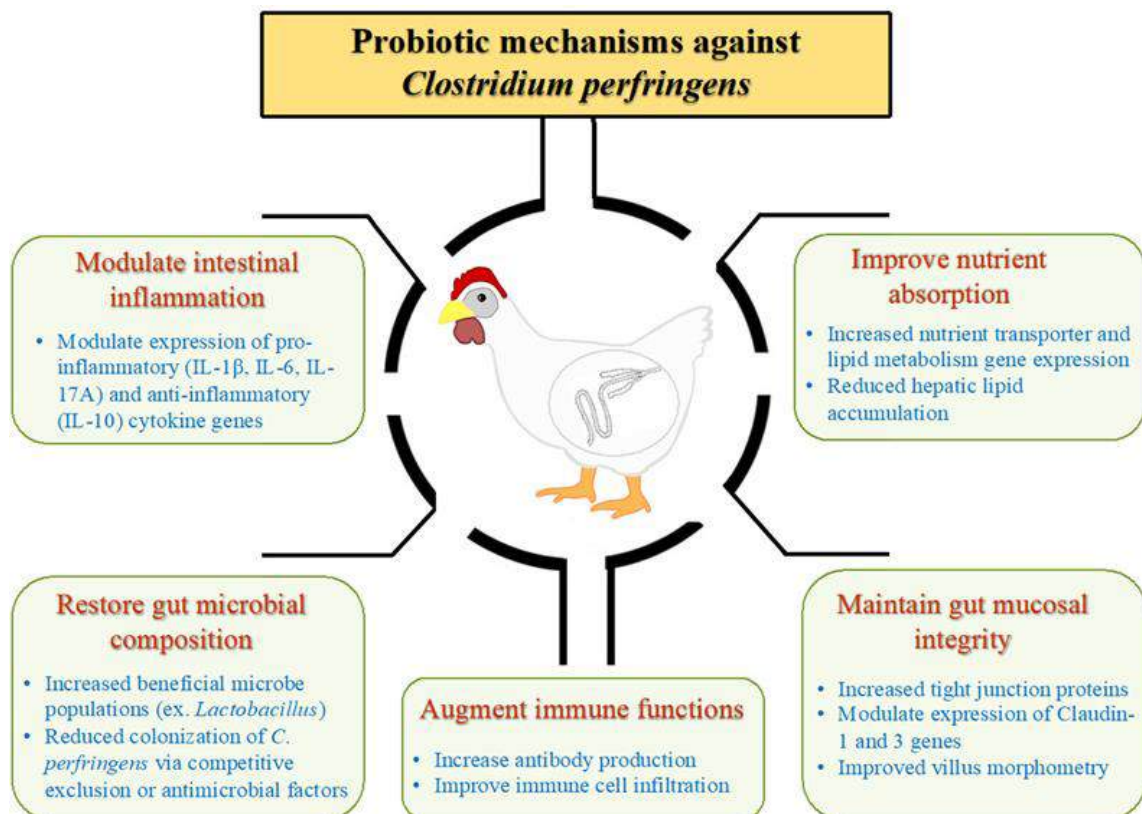 Probiotic mechanisms against
Clostridium perfringens
Modulate intestinal
inflammation
• Modulate expression of pro-
inflammatory (IL-1β, IL-6, IL-
17A) and anti-inflammatory
(IL-10) cytokine genes
Improve nutrient
absorption
• Increased nutrient transporter and
lipid metabolism gene expression
• Reduced hepatic lipid
accumulation
Restore gut microbial
composition
• Increased beneficial microbe
populations (ex. Lactobacillus)
• Reduced colonization of C.
perfringens via competitive
exclusion or antimicrobial factors
Augment immune functions
• Increase antibody production
• Improve immune cell infiltration
Maintain gut mucosal
integrity
• Increased tight junction proteins
• Modulate expression of Claudin-
1 and 3 genes
• Improved villus morphometry